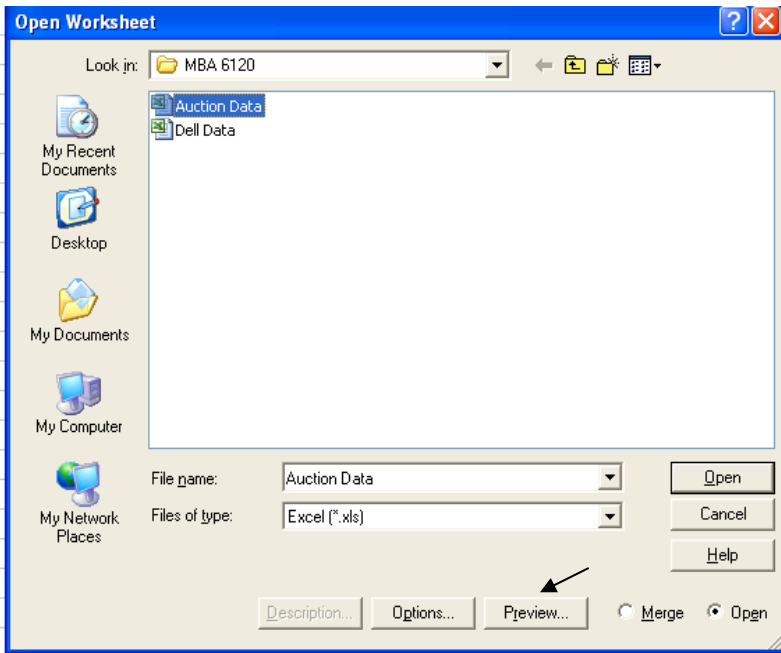 Open Worksheet
Look in: MBA 6120
Auction Data
Dell Data
My Recent
Documents
Desktop
My Documents
My Computer
My Network
Places
File name: Auction Data Open
Files of type: Excel (*.xls) Cancel
Help
Description... Options... Preview... Merge Open